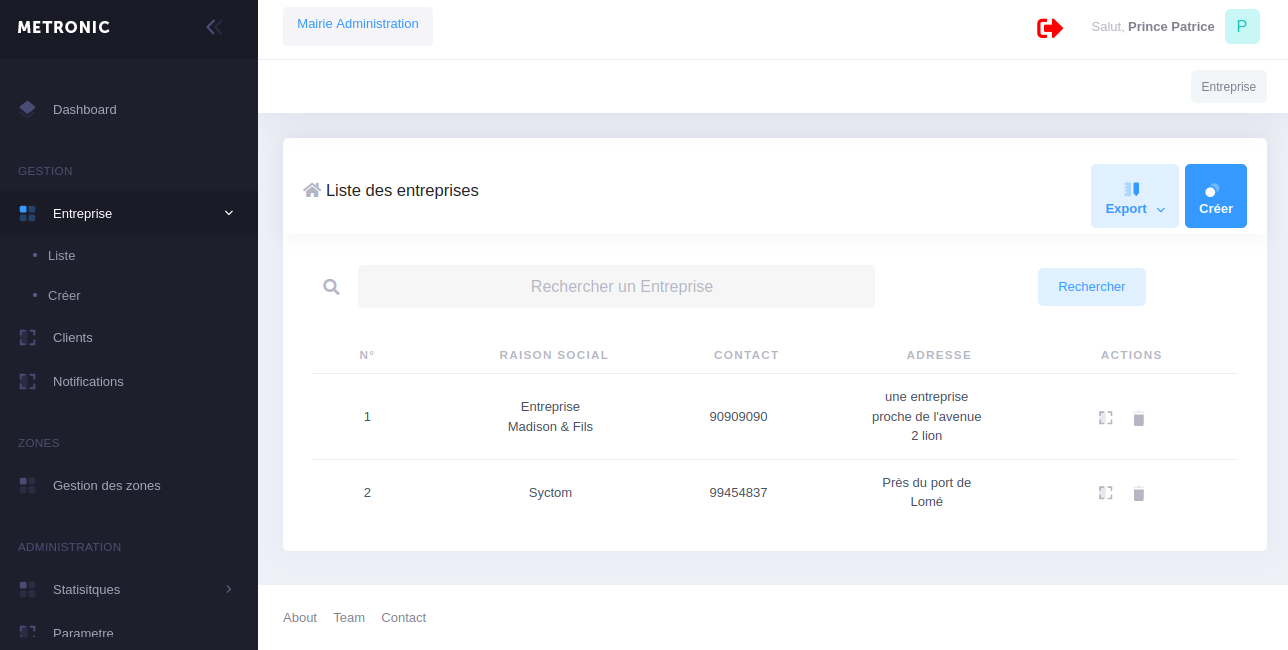 METRONIC
Mairie Administration
Salut, Prince Patrice
P
Entreprise
Dashboard
GESTION
Entreprise
Liste
Créer
Clients
Notifications
ZONES
Gestion des zones
ADMINISTRATION
Statisitques
Parametre
Liste des entreprises
Export
Créer
Rechercher un Entreprise
Rechercher
N° RAISON SOCIAL CONTACT ADRESSE ACTIONS
1 Entreprise Madison & Fils 90909090 une entreprise proche de l'avenue 2 lion
2 Syctom 99454837 Près du port de Lomé
About Team Contact